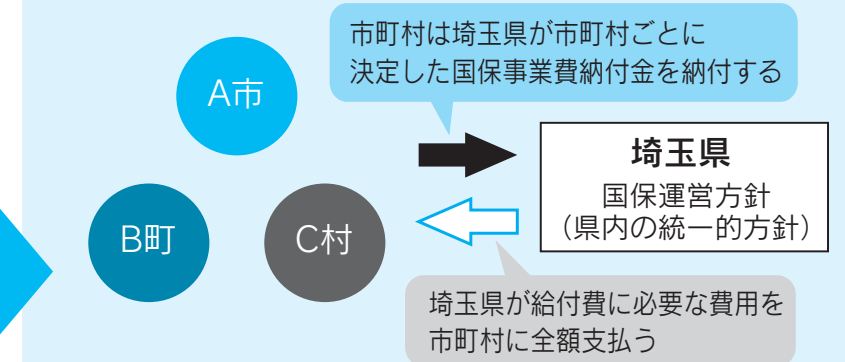 市町村は埼玉県が市町村ごとに
決定した国保事業費納付金を納付する
A市
B町
C村
埼玉県
国保運営方針
（県内の統一的方針）
埼玉県が給付費に必要な費用を
市町村に全額支払う